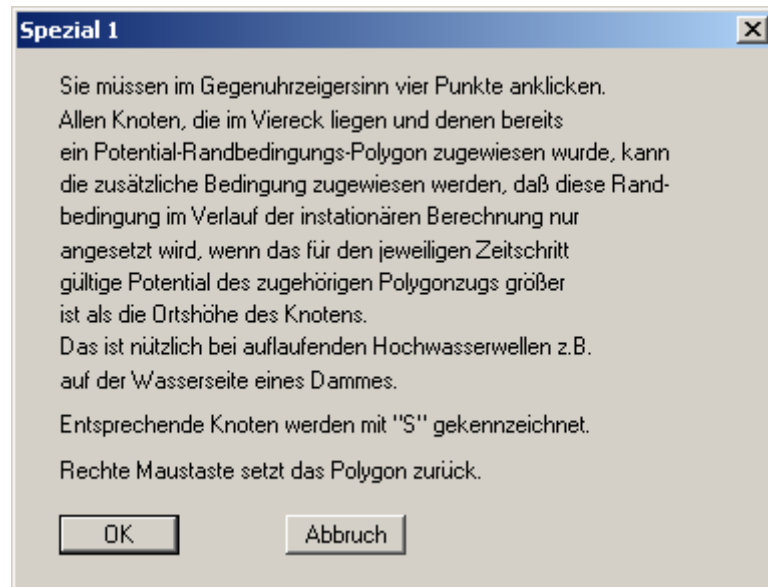 Spezial 1
Sie müssen im Gegenuhrzeigersinn vier Punkte anklicken.
Allen Knoten, die im Viereck liegen und denen bereits
ein Potential-Randbedingungs-Polygon zugewiesen wurde, kann
die zusätzliche Bedingung zugewiesen werden, daß diese Rand-
bedingung im Verlauf der instationären Berechnung nur
angesetzt wird, wenn das für den jeweiligen Zeitschritt
gültige Potential des zugehörigen Polygonzugs größer
ist als die Ortshöhe des Knotens.
Das ist nützlich bei auflaufenden Hochwasserwellen z.B.
auf der Wasserseite eines Dammes.
Entsprechende Knoten werden mit "S" gekennzeichnet.
Rechte Maustaste setzt das Polygon zurück.
OK Abbruch